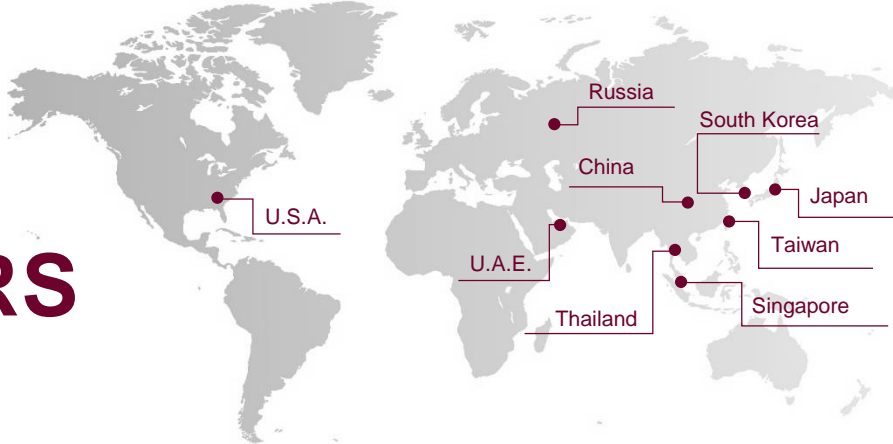 Russia
South Korea
China
Japan
U.S.A.
Taiwan
U.A.E.
Singapore
Thailand
RS